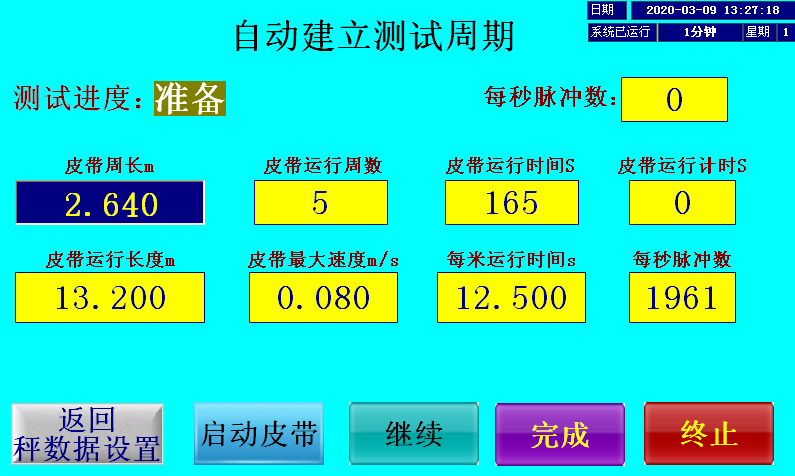 日期 2020-03-09 13:27:18
系统已运行 1分钟 星期 1
自动建立测试周期
测试进度: 准备 每秒脉冲数: 0
皮带周长m 皮带运行周数 皮带运行时间S 皮带运行计时S
2.640 5 165 0
皮带运行长度m 皮带最大速度m/s 每米运行时间s 每秒脉冲数
13.200 0.080 12.500 1961
返回
秤数据设置 启动皮带 继续 完成 终止